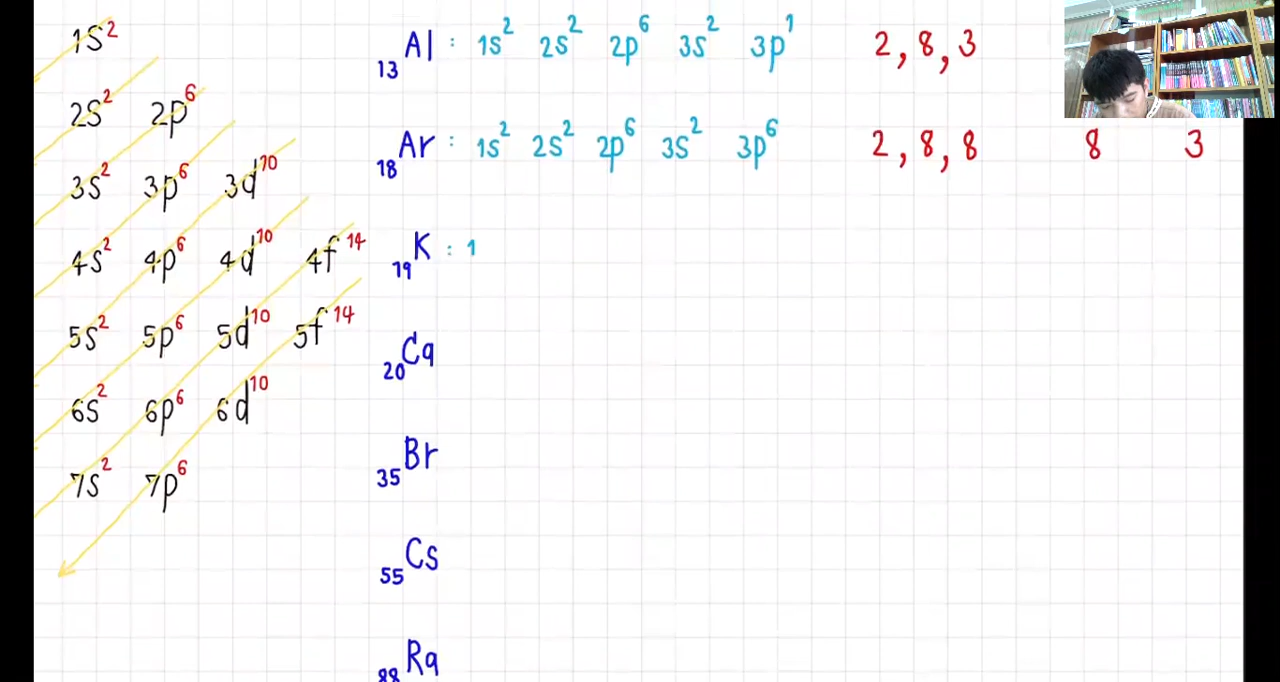 1s²
2s² 2p⁶
3s² 3p⁶ 3d¹⁰
4s² 4p⁶ 4d¹⁰ 4f¹⁴
5s² 5p⁶ 5d¹⁰ 5f¹⁴
6s² 6p⁶ 6d¹⁰
7s² 7p⁶
₁₃Al : 1s² 2s² 2p⁶ 3s² 3p¹ 2, 8, 3
₁₈Ar : 1s² 2s² 2p⁶ 3s² 3p⁶ 2, 8, 8 8 3
₁₉K : 1
₂₀Ca
₃₅Br
₅₅Cs
₈₈Ra